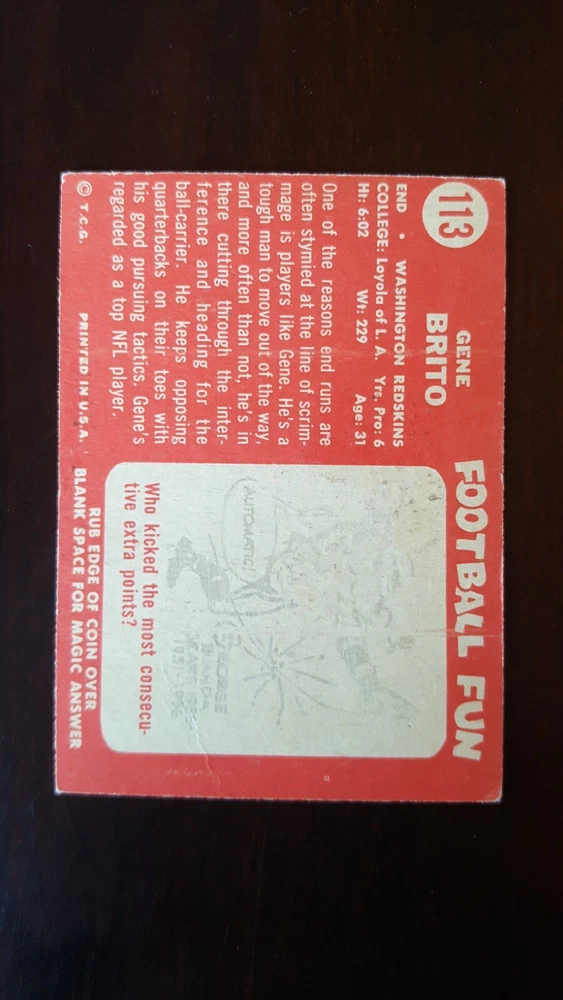 113
GENE
BRITO
END • WASHINGTON REDSKINS
COLLEGE: Loyola of L. A. Yrs. Pro: 6
Ht: 6:02 Wt: 229 Age: 31
One of the reasons end runs are
often stymied at the line of scrim-
mage is players like Gene. He's a
tough man to move out of the way,
and more often than not, he's in
there cutting through the inter-
ference and heading for the
ball-carrier. He keeps opposing
quarterbacks on their toes with
his good pursuing tactics. Gene's
regarded as a top NFL player.
© T.C.G. PRINTED IN U.S.A.
FOOTBALL FUN
AUTOMATIC!
GEORGE
BLANDA
Who kicked the most consecu-
tive extra points?
RUB EDGE OF COIN OVER
BLANK SPACE FOR MAGIC ANSWER